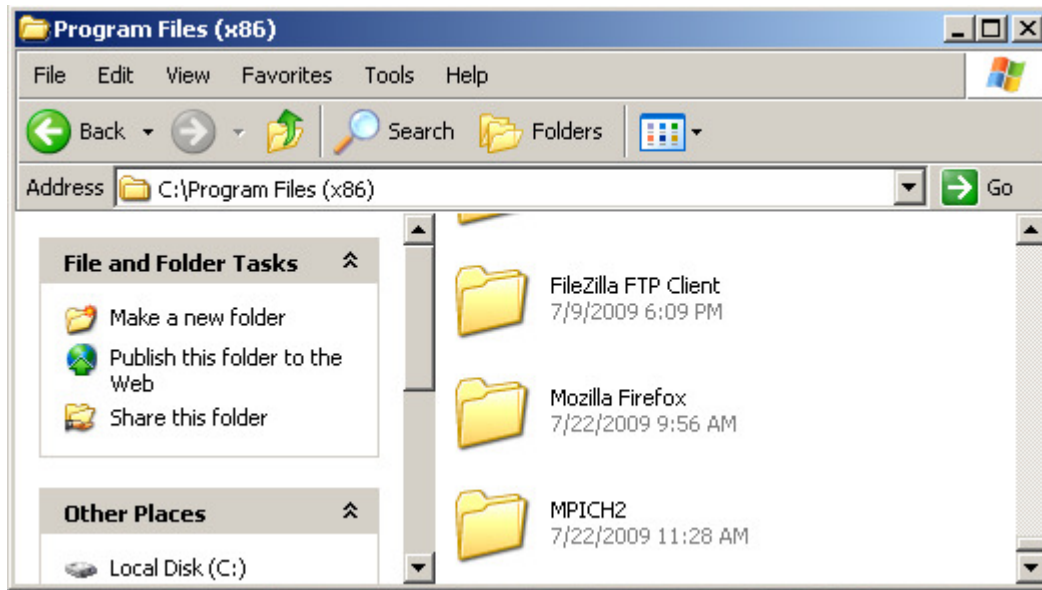 Program Files (x86)
File Edit View Favorites Tools Help
Back Search Folders
Address C:\Program Files (x86) Go
File and Folder Tasks
Make a new folder
Publish this folder to the
Web
Share this folder
Other Places
Local Disk (C:)
FileZilla FTP Client
7/9/2009 6:09 PM
Mozilla Firefox
7/22/2009 9:56 AM
MPICH2
7/22/2009 11:28 AM